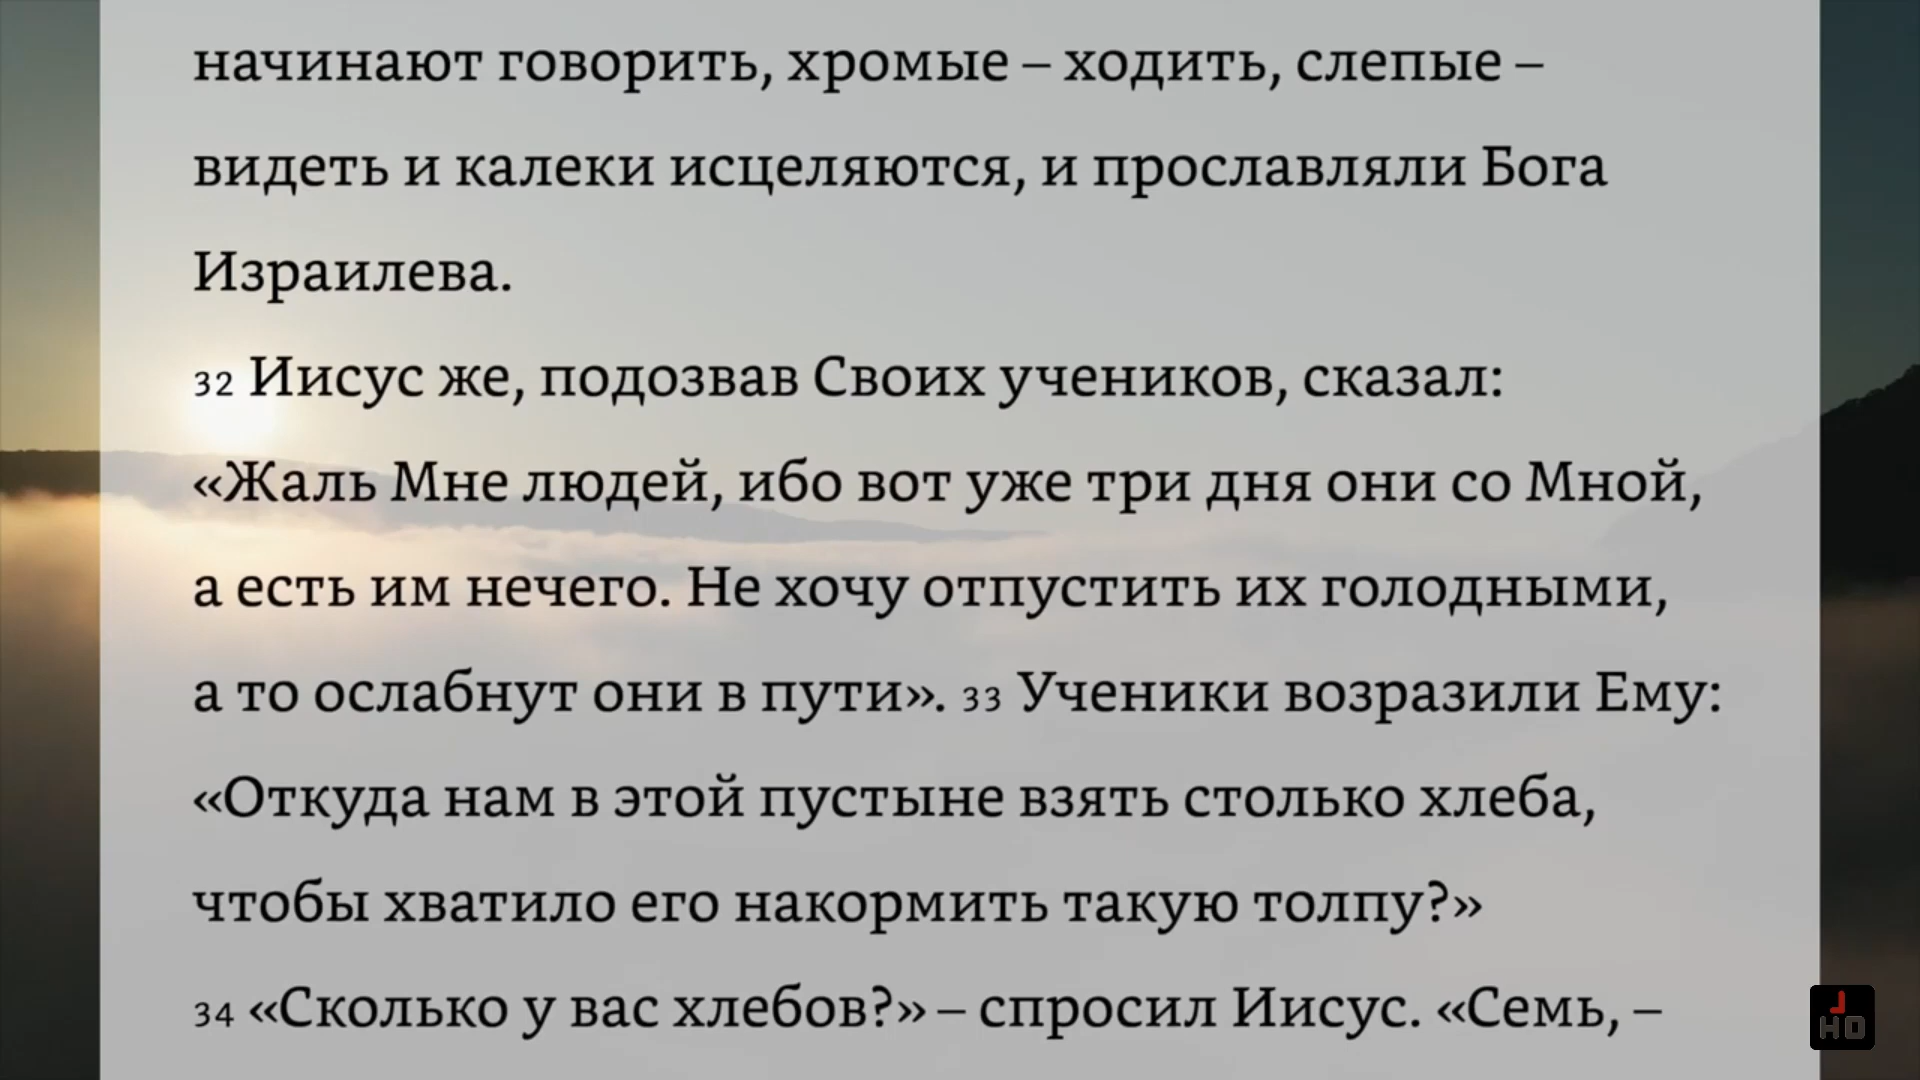 начинают говорить, хромые – ходить, слепые –
видеть и калеки исцеляются, и прославляли Бога
Израилева.
32 Иисус же, подозвав Своих учеников, сказал:
«Жаль Мне людей, ибо вот уже три дня они со Мной,
а есть им нечего. Не хочу отпустить их голодными,
а то ослабнут они в пути». 33 Ученики возразили Ему:
«Откуда нам в этой пустыне взять столько хлеба,
чтобы хватило его накормить такую толпу?»
34 «Сколько у вас хлебов?» – спросил Иисус. «Семь, –
J
HD